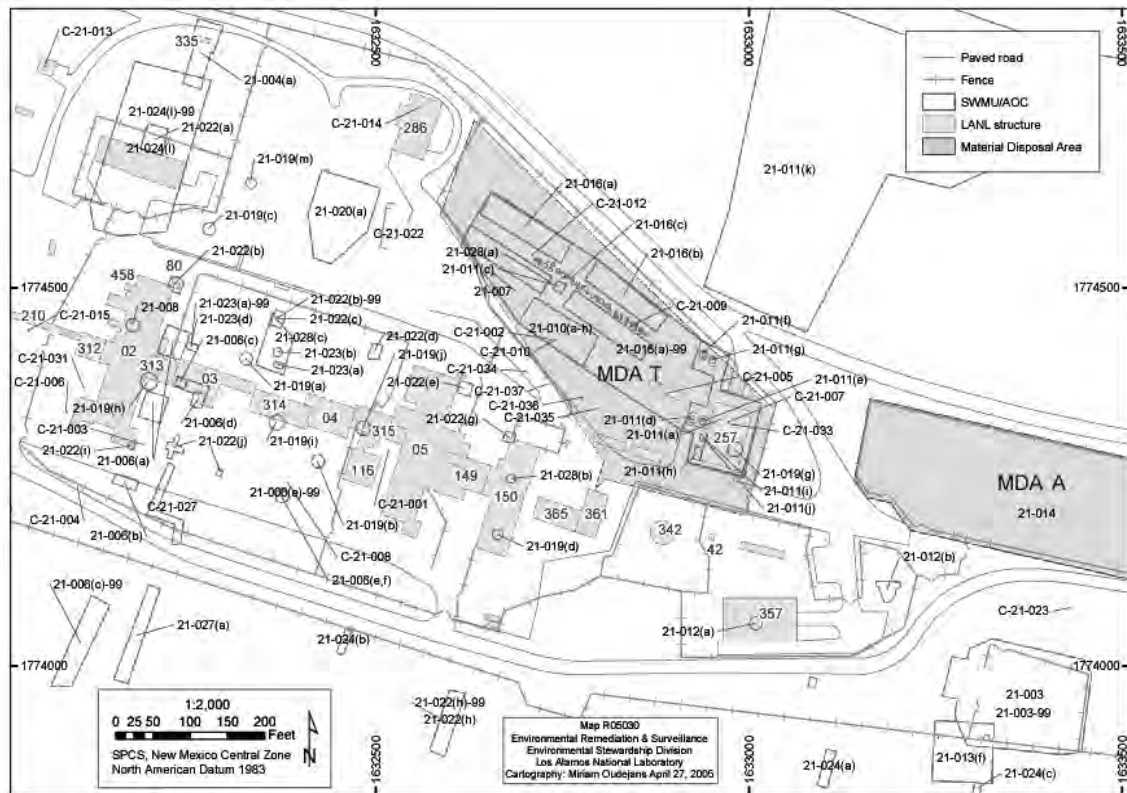 1632500
1633000
1633500
C-21-013
335
21-004(a)
21-024(i)-99
21-022(a)
21-024(i)
C-21-014
286
21-019(m)
21-020(a)
C-21-022
21-019(c)
Paved road
Fence
SWMU/AOC
LANL structure
Material Disposal Area
21-011(k)
21-016(a)
C-21-012
21-016(c)
21-016(b)
21-028(a)
21-011(c)
21-007
C-21-009
21-011(f)
21-011(g)
C-21-002
21-010(a-h)
C-21-010
21-016(a)-99
MDA T
C-21-005
21-011(e)
C-21-007
C-21-034
C-21-037
C-21-036
C-21-035
21-011(d)
21-011(a)
C-21-033
257
21-011(h)
21-019(g)
21-011(i)
21-011(j)
1774500
1774500
80
21-022(b)
458
210
C-21-015
21-008
21-023(a)-99
21-023(d)
21-006(c)
21-022(b)-99
21-022(c)
21-028(c)
21-023(b)
21-023(a)
21-022(d)
21-019(j)
C-21-031
312
02
313
C-21-006
03
21-019(a)
21-022(e)
21-019(h)
314
04
315
21-022(g)
C-21-003
21-006(d)
21-019(i)
05
21-022(i)
21-006(a)
21-022(j)
116
149
150
21-028(b)
C-21-027
C-21-001
365
361
C-21-004
21-006(b)
21-019(b)
21-019(d)
C-21-008
21-006(e,f)
342
42
MDA A
21-014
21-012(b)
357
21-012(a)
C-21-023
21-006(c)-99
21-027(a)
21-024(b)
1774000
1774000
21-022(h)-99
21-022(h)
21-003
21-003-99
21-013(f)
21-024(a)
21-024(c)
1:2,000
0 25 50 100 150 200
Feet
N
SPCS, New Mexico Central Zone
North American Datum 1983
Map R05030
Environmental Remediation & Surveillance
Environmental Stewardship Division
Los Alamos National Laboratory
Cartography: Miriam Oudejans April 27, 2005
1632500
1633000
1633500